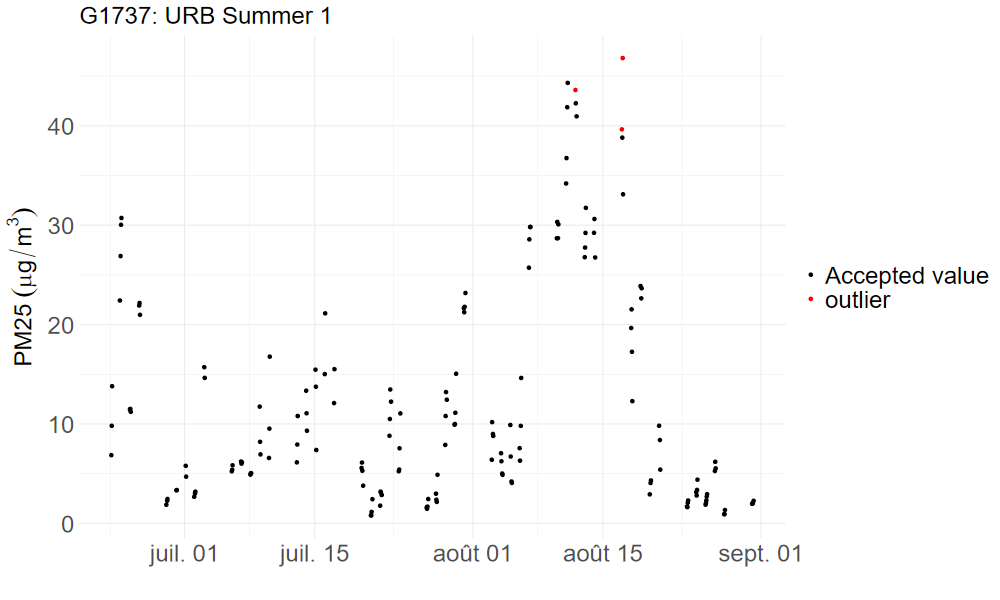 G1737: URB Summer 1
PM25 (μg/m³)
40
30
20
10
0
juil. 01 juil. 15 août 01 août 15 sept. 01
Accepted value
outlier